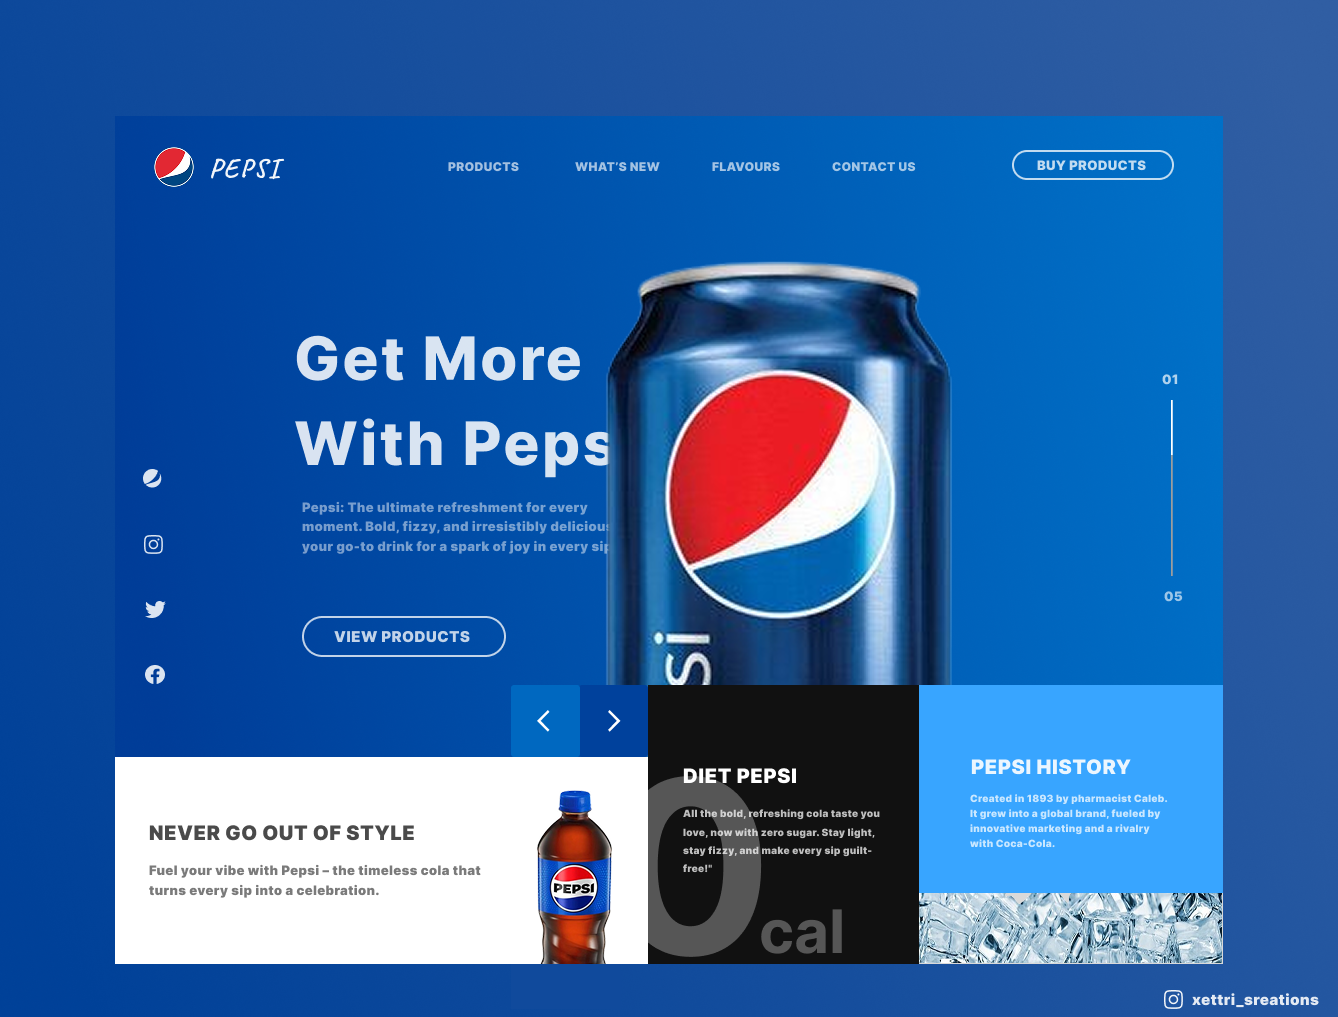 PEPSI
PRODUCTS
WHAT'S NEW
FLAVOURS
CONTACT US
BUY PRODUCTS
Get More
With Peps
Pepsi: The ultimate refreshment for every
moment. Bold, fizzy, and irresistibly delicious
your go-to drink for a spark of joy in every sip
VIEW PRODUCTS
01
05
si
NEVER GO OUT OF STYLE
Fuel your vibe with Pepsi – the timeless cola that
turns every sip into a celebration.
PEPSI
DIET PEPSI
All the bold, refreshing cola taste you
love, now with zero sugar. Stay light,
stay fizzy, and make every sip guilt-
free!"
0
cal
PEPSI HISTORY
Created in 1893 by pharmacist Caleb.
It grew into a global brand, fueled by
innovative marketing and a rivalry
with Coca-Cola.
xettri_sreations